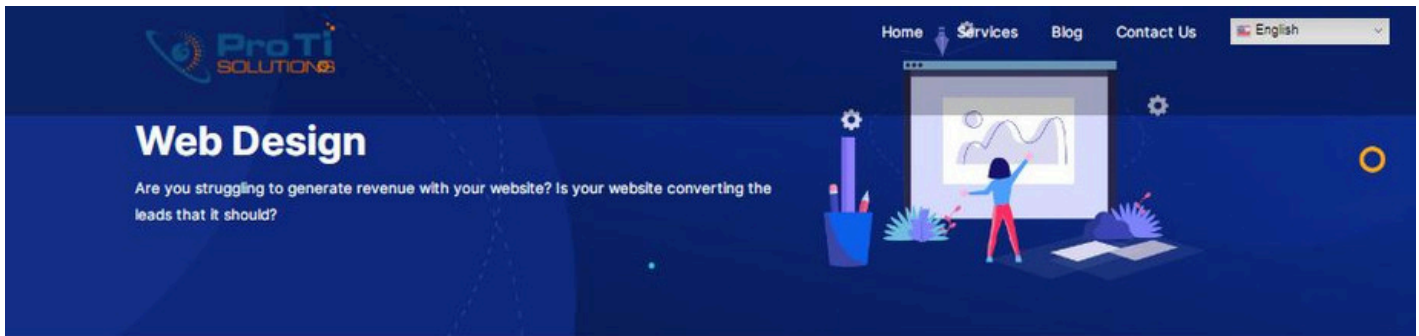 ProTi
SOLUTIONS
Home Services Blog Contact Us English
Web Design
Are you struggling to generate revenue with your website? Is your website converting the
leads that it should?